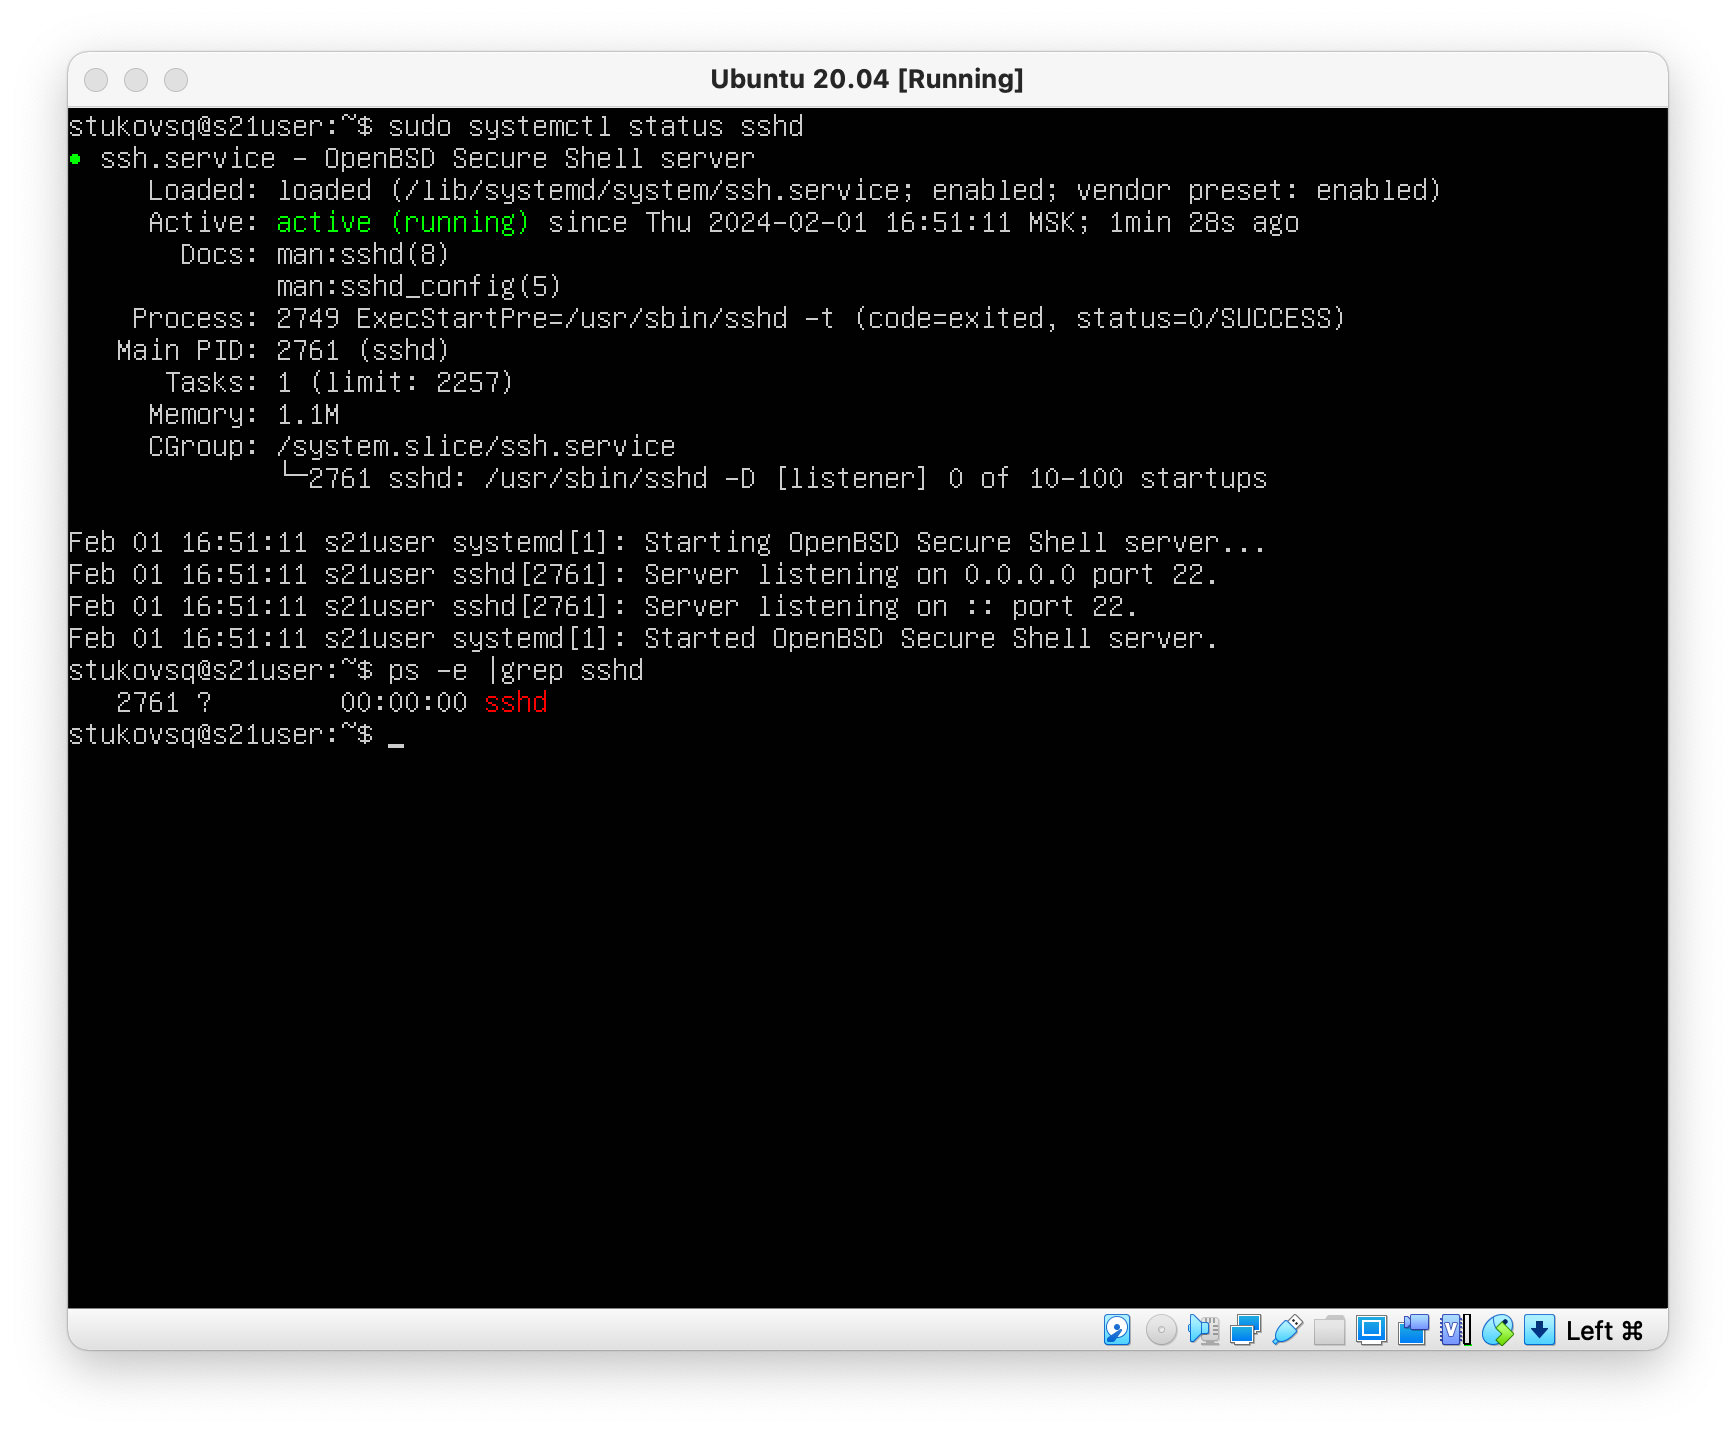 Ubuntu 20.04 [Running]
stukovsq@s21user:~$ sudo systemctl status sshd
● ssh.service - OpenBSD Secure Shell server
     Loaded: loaded (/lib/systemd/system/ssh.service; enabled; vendor preset: enabled)
     Active: active (running) since Thu 2024-02-01 16:51:11 MSK; 1min 28s ago
       Docs: man:sshd(8)
             man:sshd_config(5)
    Process: 2749 ExecStartPre=/usr/sbin/sshd -t (code=exited, status=0/SUCCESS)
   Main PID: 2761 (sshd)
      Tasks: 1 (limit: 2257)
     Memory: 1.1M
     CGroup: /system.slice/ssh.service
             └─2761 sshd: /usr/sbin/sshd -D [listener] 0 of 10-100 startups

Feb 01 16:51:11 s21user systemd[1]: Starting OpenBSD Secure Shell server...
Feb 01 16:51:11 s21user sshd[2761]: Server listening on 0.0.0.0 port 22.
Feb 01 16:51:11 s21user sshd[2761]: Server listening on :: port 22.
Feb 01 16:51:11 s21user systemd[1]: Started OpenBSD Secure Shell server.
stukovsq@s21user:~$ ps -e |grep sshd
   2761 ?        00:00:00 sshd
stukovsq@s21user:~$ _
Left ⌘